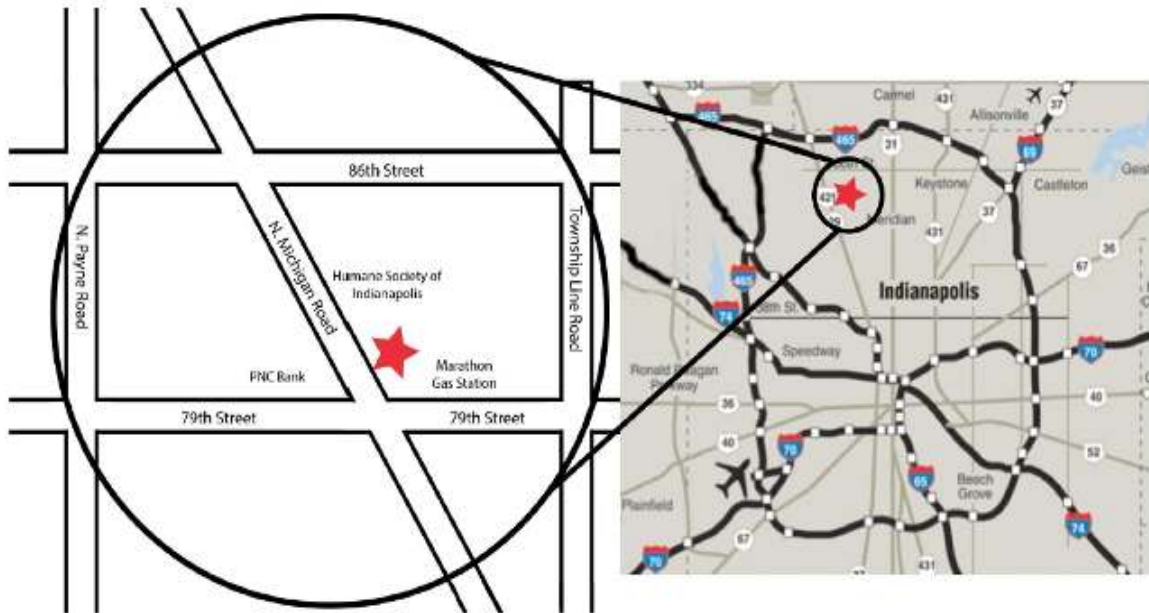 86th Street
N. Payne Road
N. Michigan Road
Township Line Road
Humane Society of
Indianapolis
PNC Bank
Marathon
Gas Station
79th Street
79th Street
Carmel
431
37
Allisonville
465
465
31
69
421
Keystone
Castleton
37
431
36
67
465
Indianapolis
74
Speedway
70
36
40
40
52
70
65
Beech
Grove
Plainfield
74
67
70
431